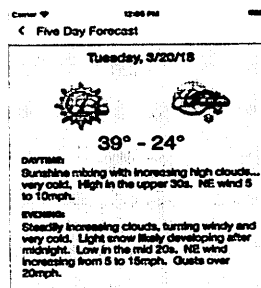 Carrier 12:05 PM
< Five Day Forecast
Tuesday, 3/20/18
39° - 24°
DAYTIME:
Sunshine mixing with increasing high clouds...
very cold. High in the upper 30s. NE wind 5
to 10mph.
EVENING:
Steadily increasing clouds, turning windy and
very cold. Light snow likely developing after
midnight. Low in the mid 20s. NE wind
increasing from 5 to 15mph. Gusts over
20mph.